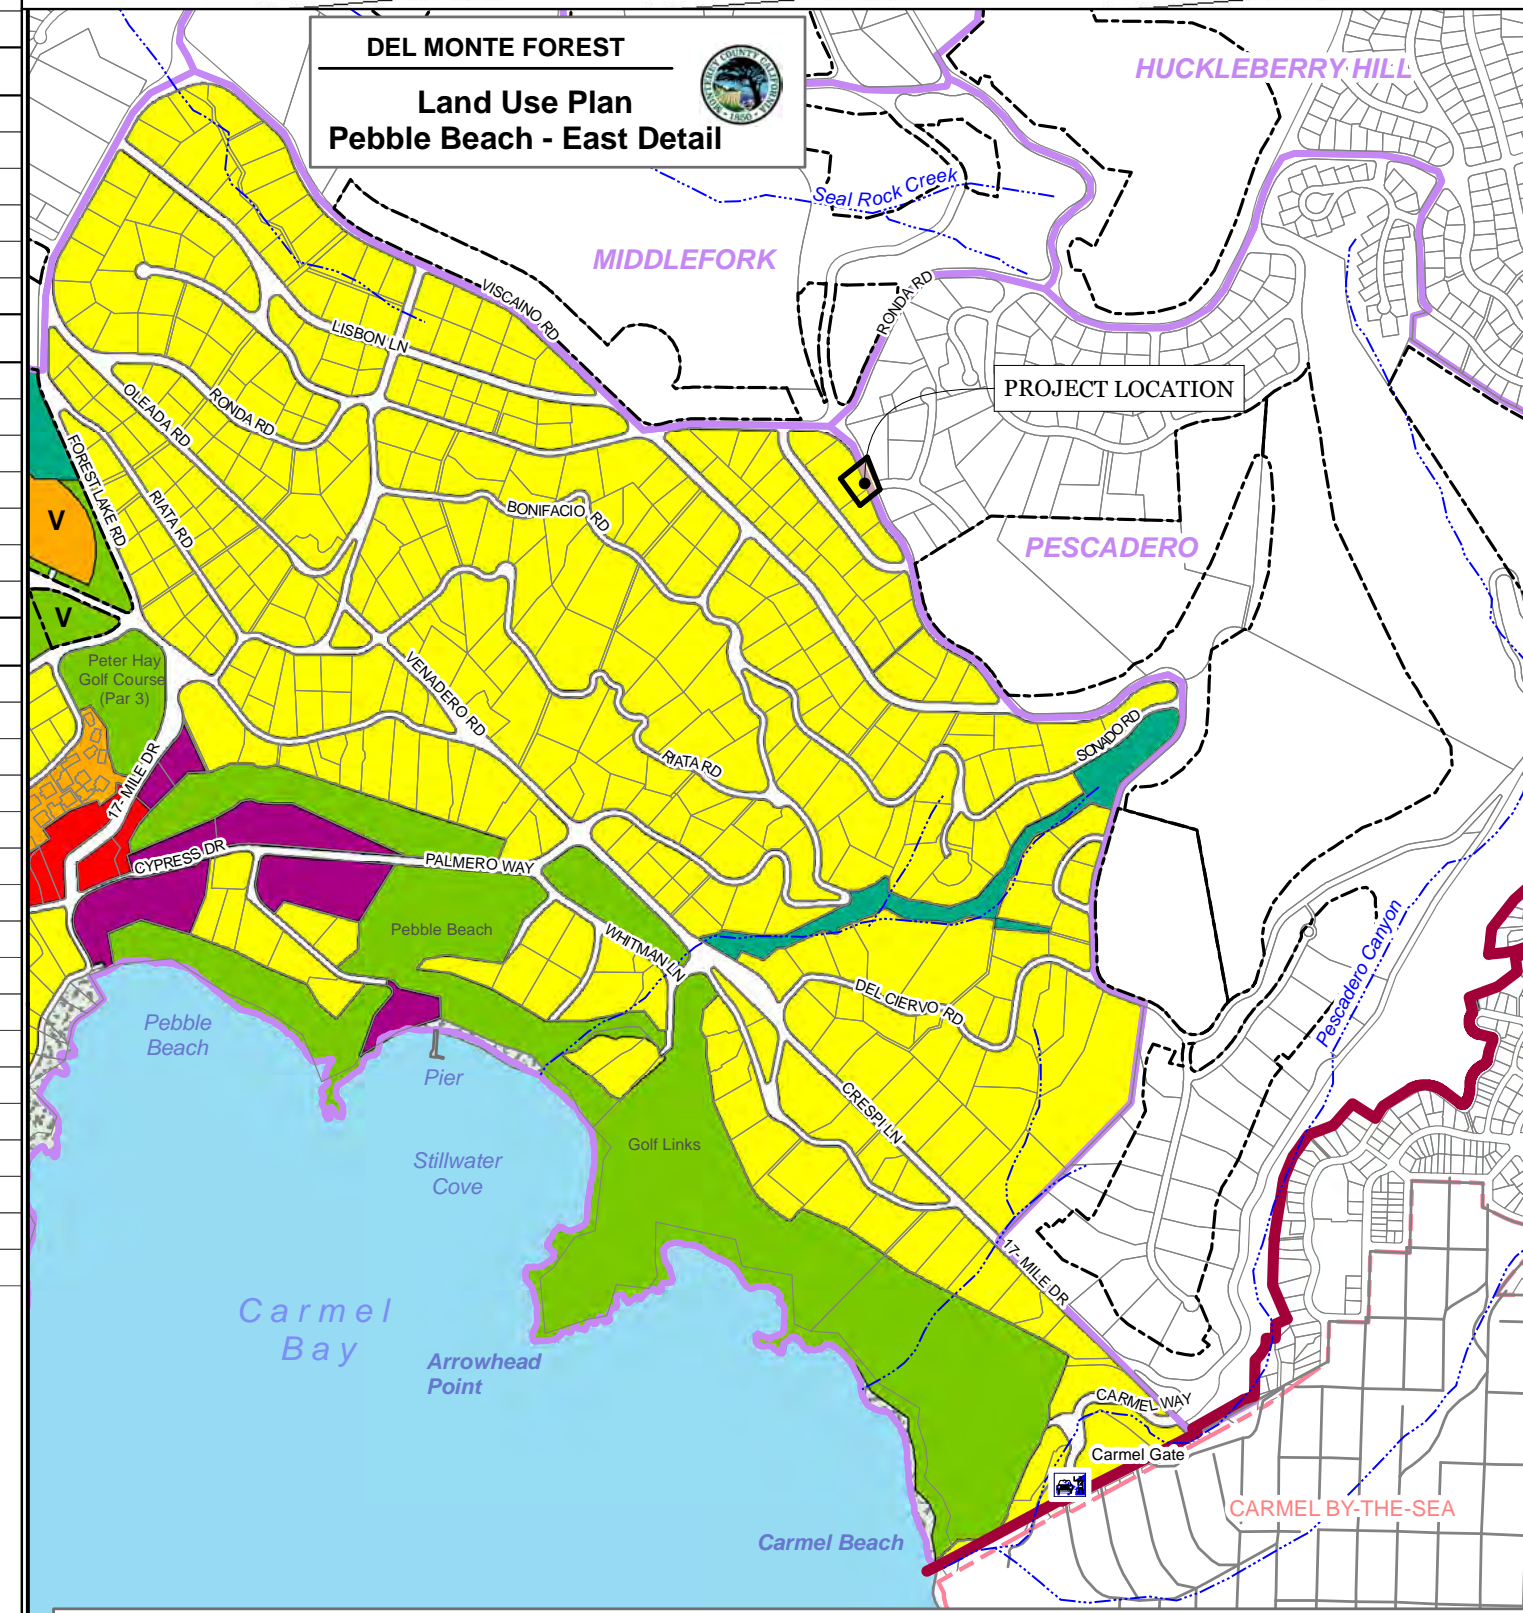 DEL MONTE FOREST
Land Use Plan
Pebble Beach - East Detail
MONTEREY COUNTY CALIFORNIA
1850
HUCKLEBERRY HILL
Seal Rock Creek
MIDDLEFORK
VISCAINO RD
RONDA RD
LISBON LN
PROJECT LOCATION
OLEADA RD
RONDA RD
FOREST LAKE RD
RIATA RD
BONIFACIO RD
V
PESCADERO
V
Peter Hay
Golf Course
(Par 3)
VENADERO RD
SONADO RD
RIATA RD
17- MILE DR
CYPRESS DR
PALMERO WAY
Pebble Beach
WHITMAN LN
DEL CIERVO RD
Pescadero Canyon
Pebble
Beach
Pier
CRESPI LN
Golf Links
Stillwater
Cove
17- MILE DR
Carmel
Bay
Arrowhead
Point
CARMEL WAY
Carmel Gate
CARMEL BY-THE-SEA
Carmel Beach